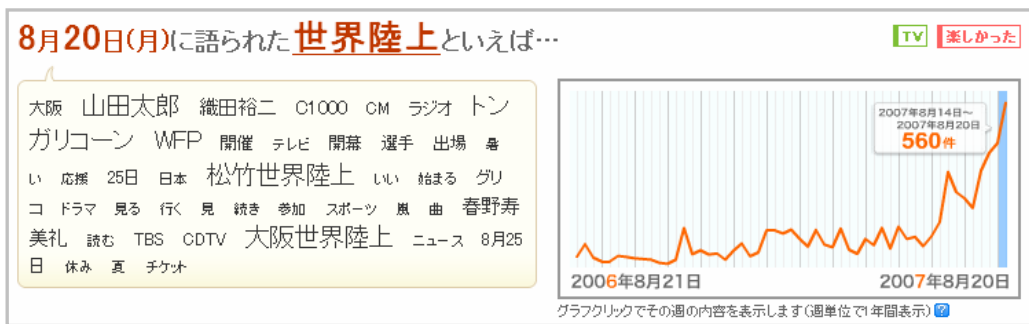 8月20日(月)に語られた世界陸上といえば…
TV 楽しかった
大阪 山田太郎 織田裕二 C1000 CM ラジオ トン
ガリコーン WFP 開催 テレビ 開幕 選手 出場 暑
い 応援 25日 日本 松竹世界陸上 いい 始まる グリ
コ ドラマ 見る 行く 見 続き 参加 スポーツ 嵐 曲 春野寿
美礼 読む TBS CDTV 大阪世界陸上 ニュース 8月25
日 休み 夏 チケット
2007年8月14日～
2007年8月20日
560件
2006年8月21日
2007年8月20日
グラフクリックでその週の内容を表示します(週単位で1年間表示) ?